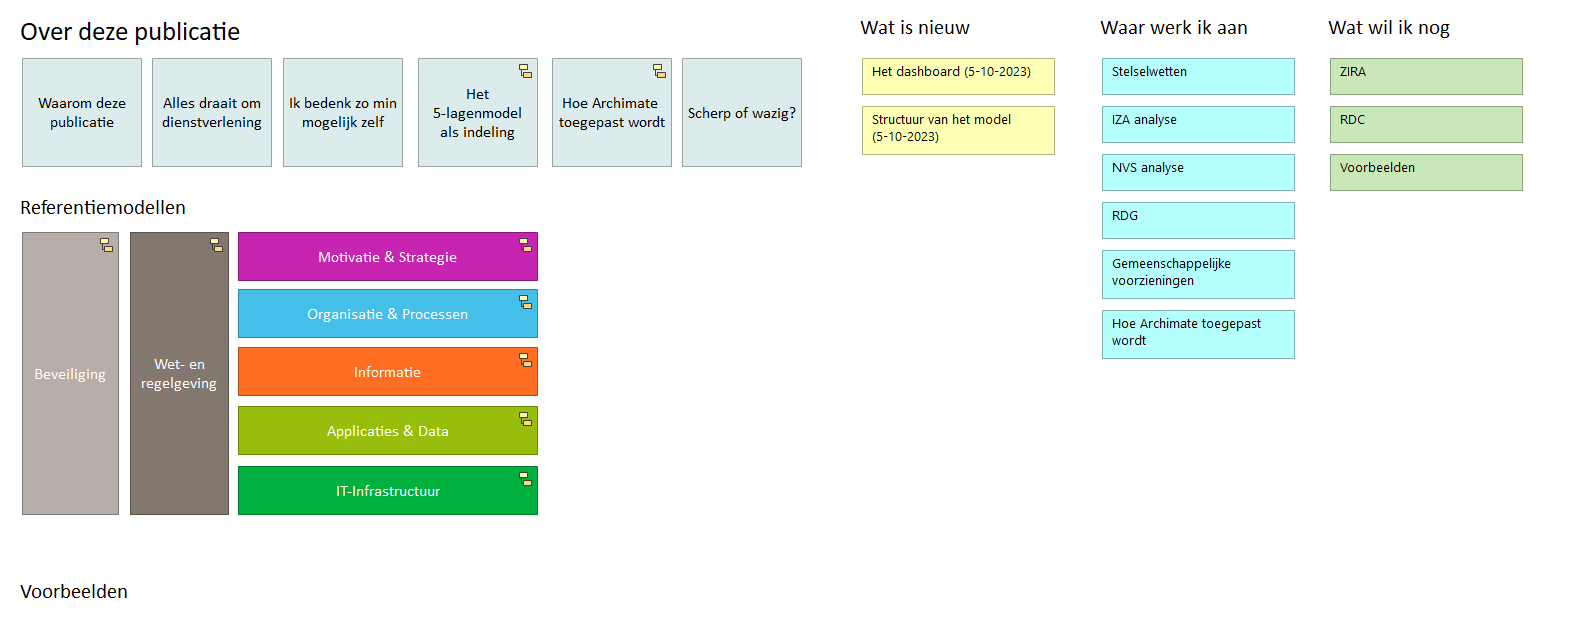 Over deze publicatie
Waarom deze
publicatie
Alles draait om
dienstverlening
Ik bedenk zo min
mogelijk zelf
Het
5-lagenmodel
als indeling
Hoe Archimate
toegepast wordt
Scherp of wazig?
Referentiemodellen
Beveiliging
Wet- en
regelgeving
Motivatie & Strategie
Organisatie & Processen
Informatie
Applicaties & Data
IT-Infrastructuur
Voorbeelden
Wat is nieuw
Het dashboard (5-10-2023)
Structuur van het model
(5-10-2023)
Waar werk ik aan
Stelselwetten
IZA analyse
NVS analyse
RDG
Gemeenschappelijke
voorzieningen
Hoe Archimate toegepast
wordt
Wat wil ik nog
ZIRA
RDC
Voorbeelden